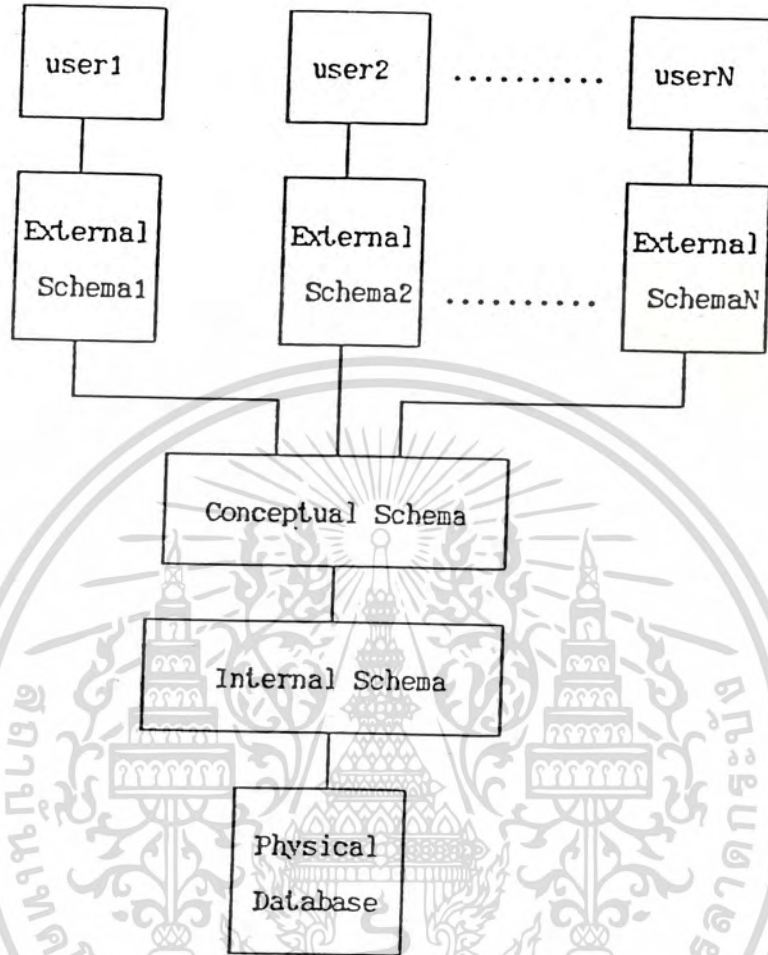 user1
user2
..........
userN
External
Schema1
External
Schema2
..........
External
SchemaN
Conceptual Schema
Internal Schema
Physical
Database